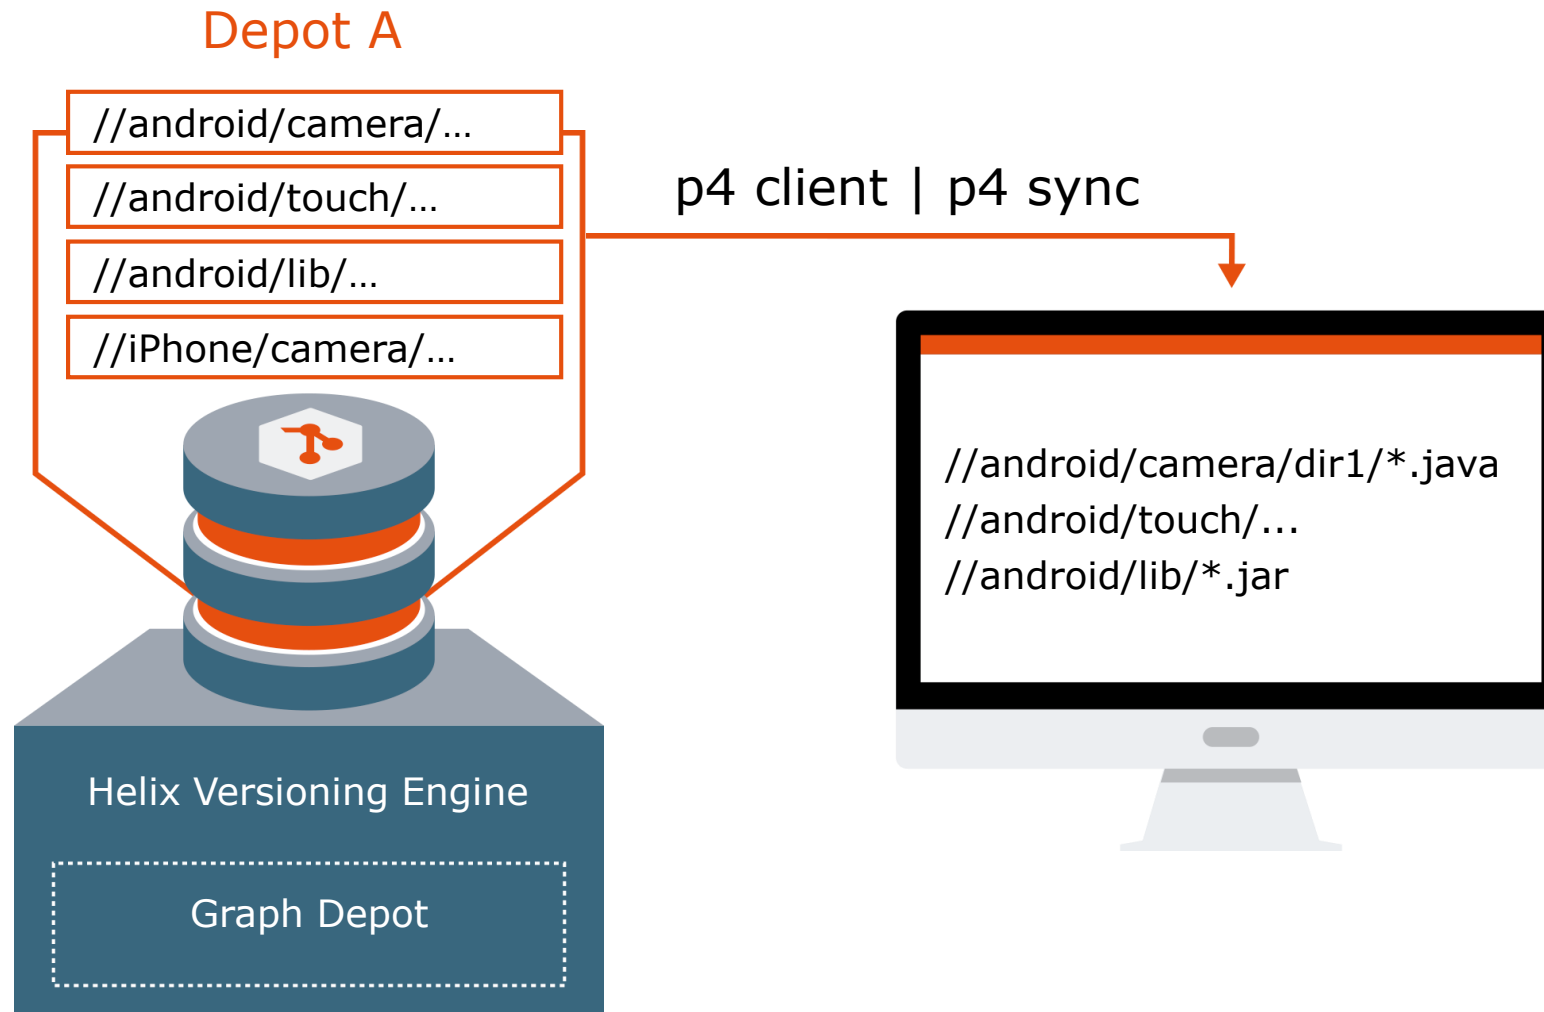 Depot A
//android/camera/…
//android/touch/…
//android/lib/…
//iPhone/camera/…
p4 client | p4 sync
//android/camera/dir1/*.java
//android/touch/...
//android/lib/*.jar
Helix Versioning Engine
Graph Depot